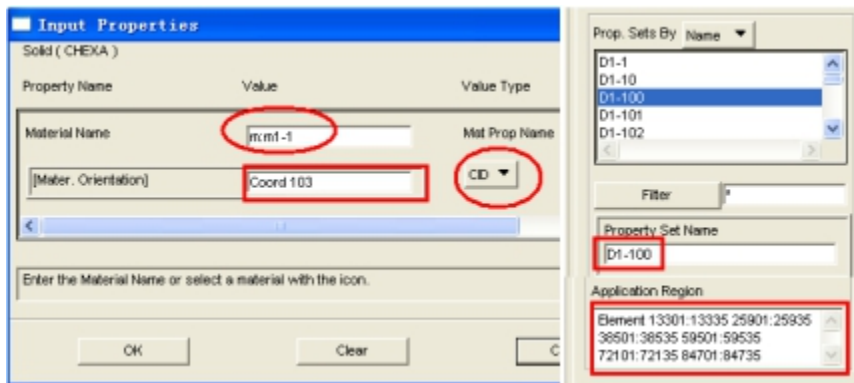 Input Properties
Solid ( CHEXA )
Property Name Value Value Type
Material Name m:m1-1 Mat Prop Name
[Mater. Orientation] Coord 103 CID
Enter the Material Name or select a material with the icon.
OK Clear C
Prop. Sets By Name
D1-1
D1-10
D1-100
D1-101
D1-102
Filter *
Property Set Name
D1-100
Application Region
Element 13301:13335 25901:25935
38501:38535 59501:59535
72101:72135 84701:84735